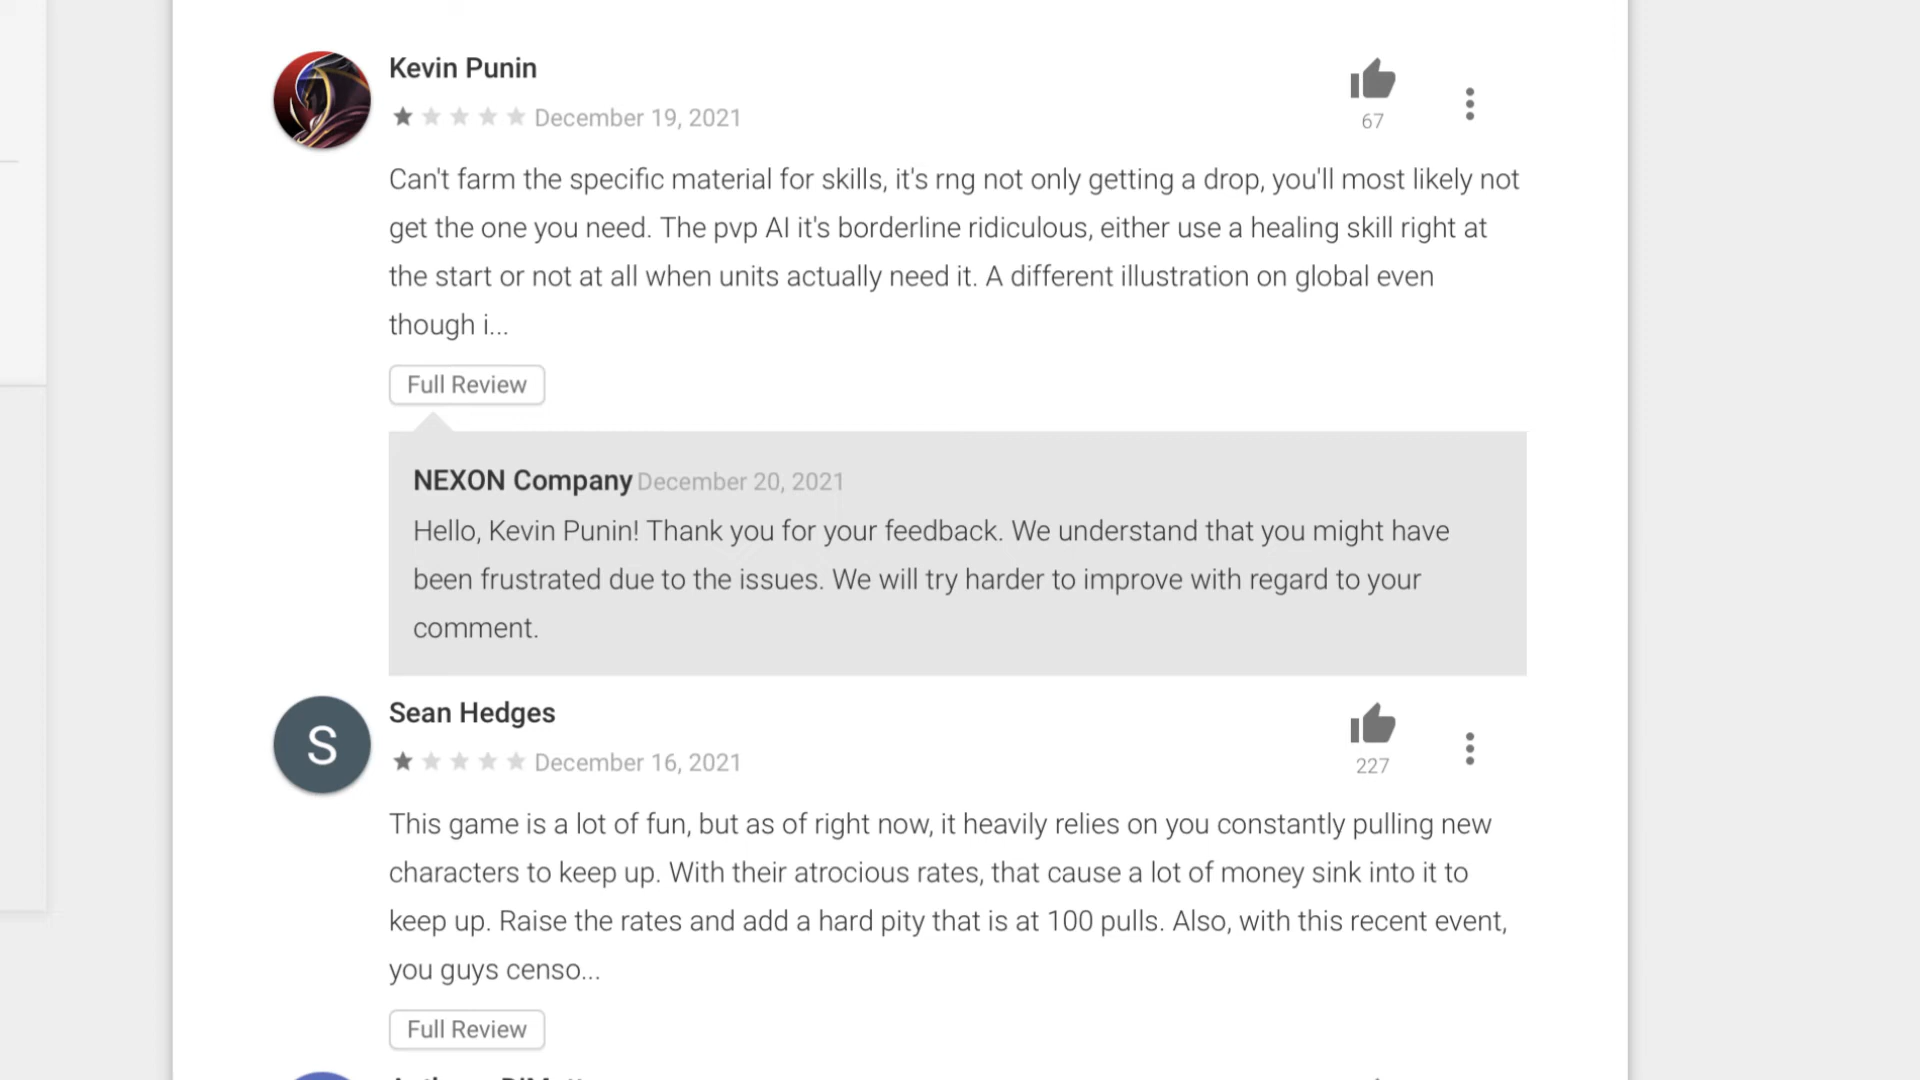 Kevin Punin
December 19, 2021
67
Can't farm the specific material for skills, it's rng not only getting a drop, you'll most likely not
get the one you need. The pvp AI it's borderline ridiculous, either use a healing skill right at
the start or not at all when units actually need it. A different illustration on global even
though i...
Full Review
NEXON Company December 20, 2021
Hello, Kevin Punin! Thank you for your feedback. We understand that you might have
been frustrated due to the issues. We will try harder to improve with regard to your
comment.
S
Sean Hedges
December 16, 2021
227
This game is a lot of fun, but as of right now, it heavily relies on you constantly pulling new
characters to keep up. With their atrocious rates, that cause a lot of money sink into it to
keep up. Raise the rates and add a hard pity that is at 100 pulls. Also, with this recent event,
you guys censo...
Full Review